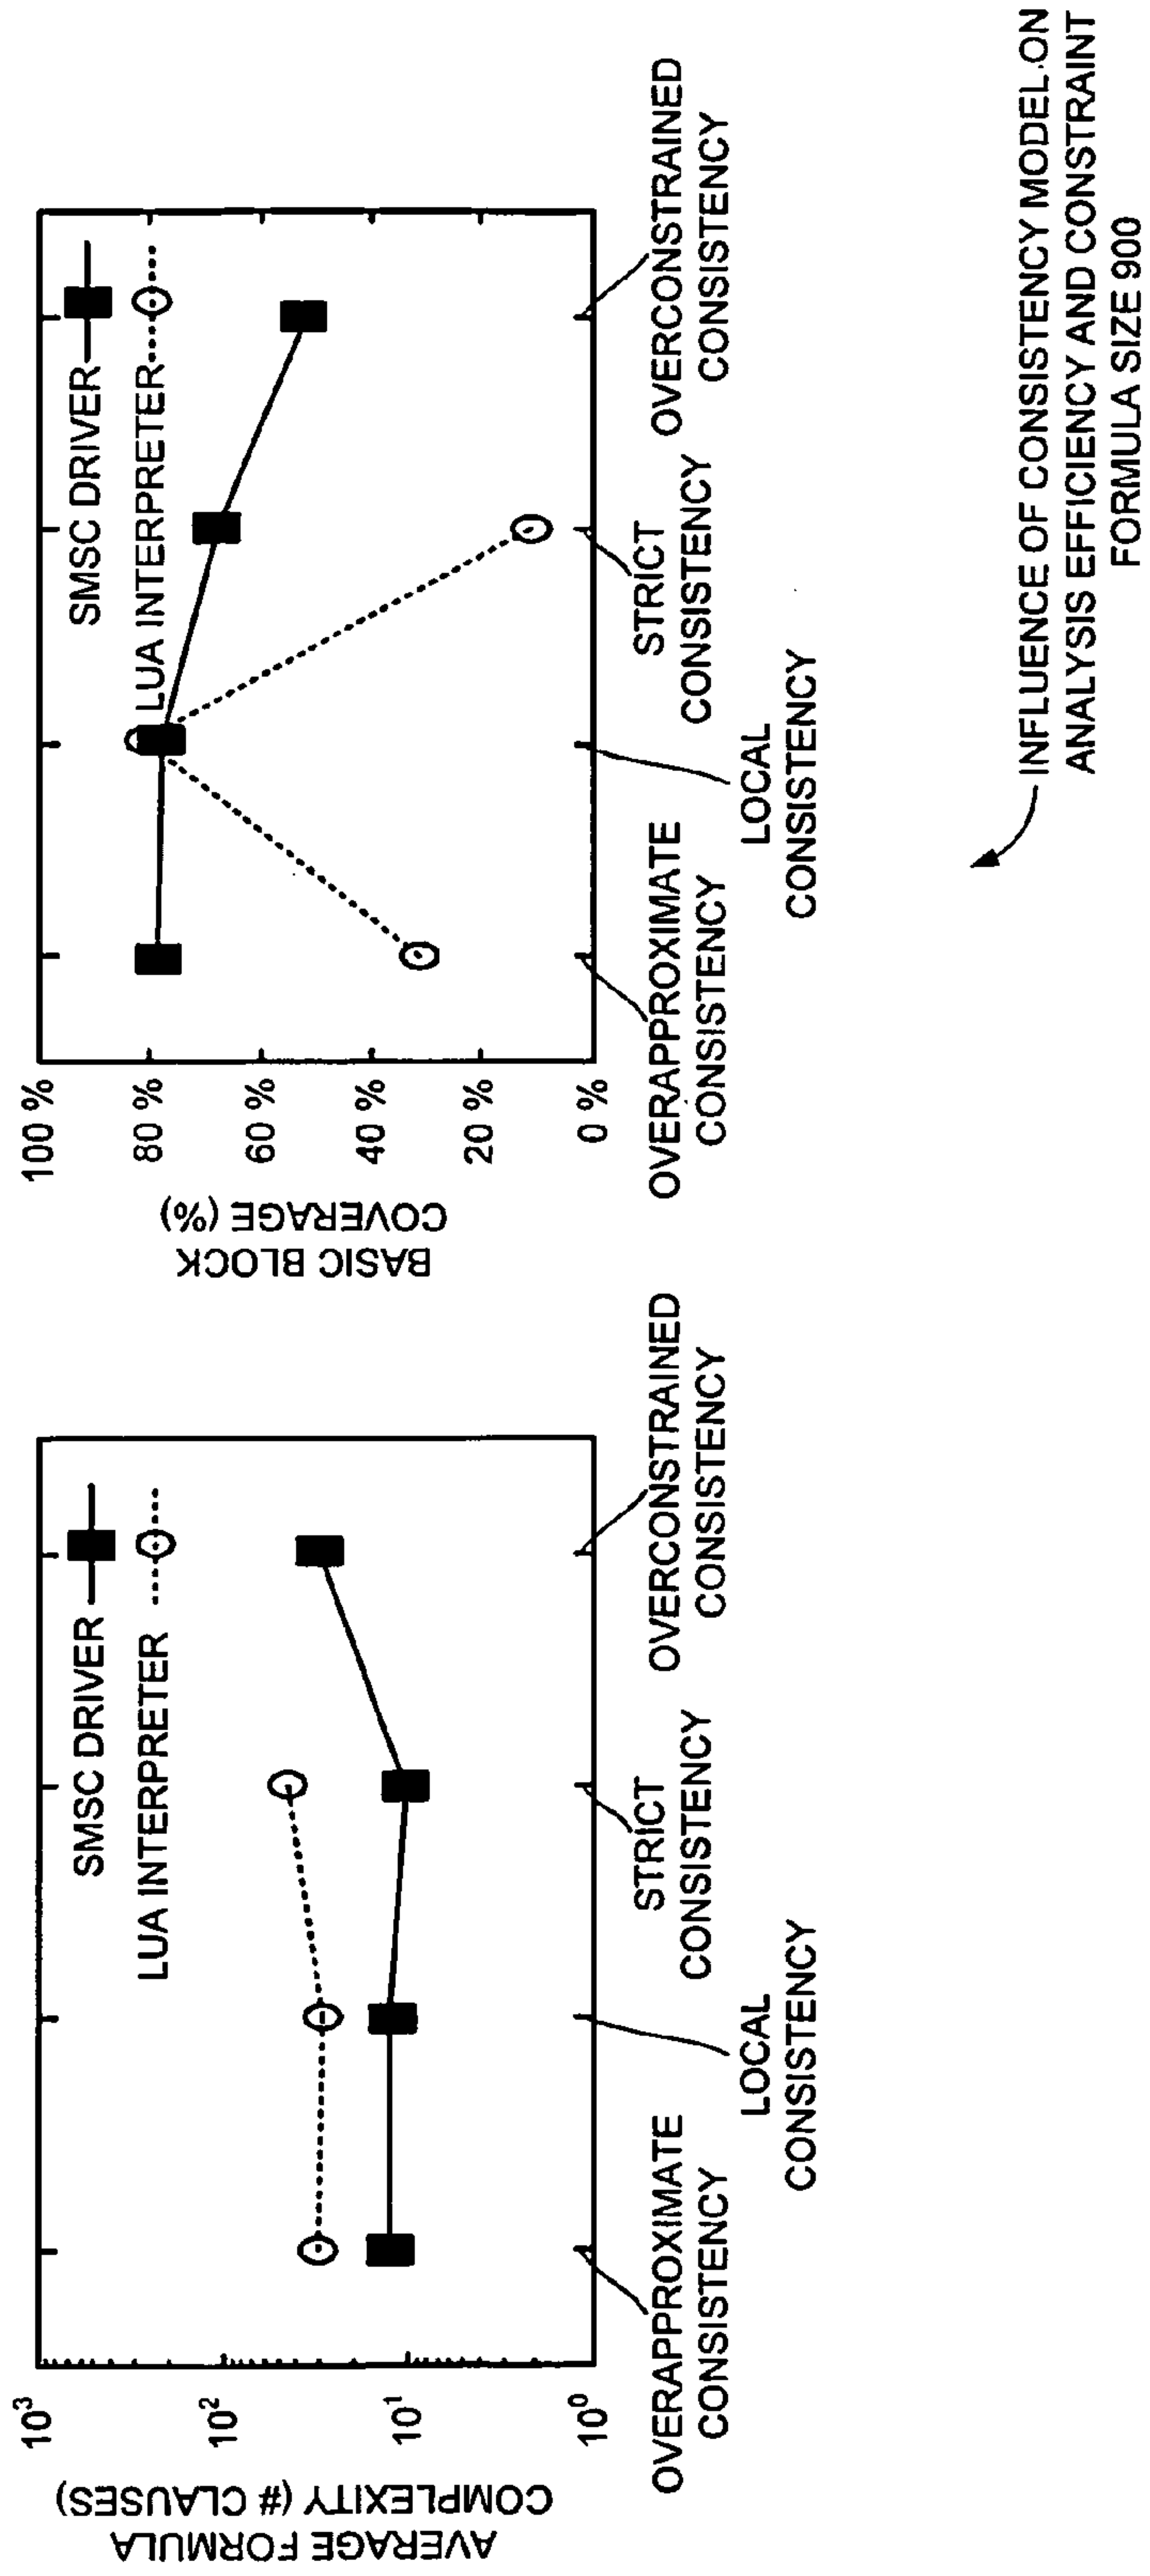 AVERAGE FORMULA
COMPLEXITY (# CLAUSES)
10³
10²
10¹
10⁰
SMSC DRIVER
LUA INTERPRETER
OVERAPPROXIMATE
CONSISTENCY
LOCAL
CONSISTENCY
STRICT
CONSISTENCY
OVERCONSTRAINED
CONSISTENCY
BASIC BLOCK
COVERAGE (%)
100 %
80 %
60 %
40 %
20 %
0 %
SMSC DRIVER
LUA INTERPRETER
OVERAPPROXIMATE
CONSISTENCY
LOCAL
CONSISTENCY
STRICT
CONSISTENCY
OVERCONSTRAINED
CONSISTENCY
INFLUENCE OF CONSISTENCY MODEL ON
ANALYSIS EFFICIENCY AND CONSTRAINT
FORMULA SIZE 900